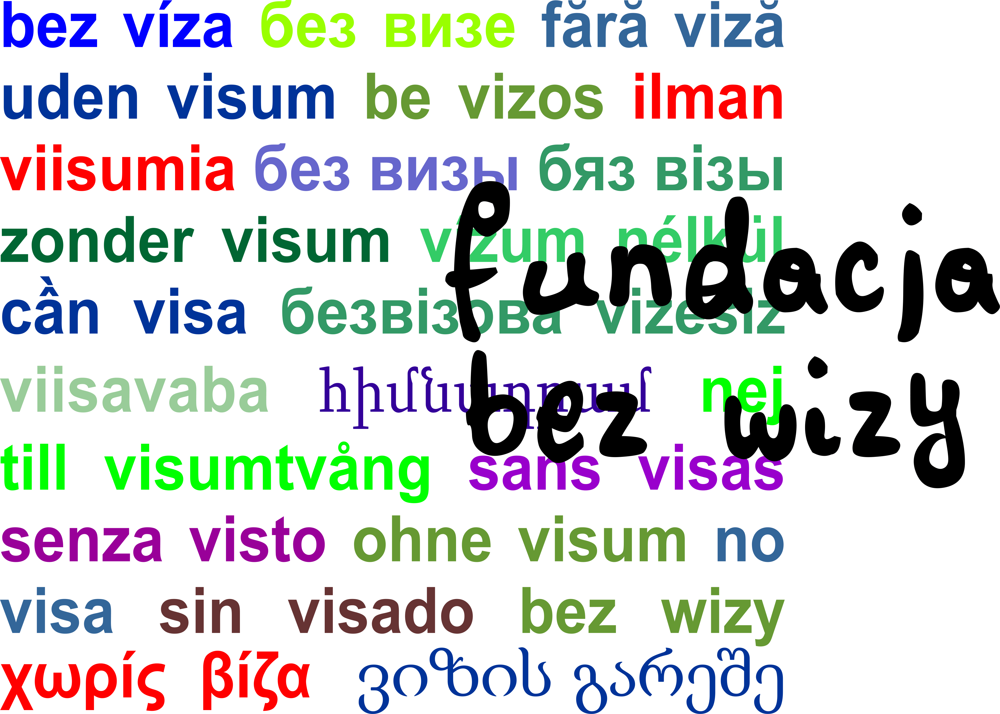 bez víza без визе fără viză
uden visum be vizos ilman
viisumia без визы бяз візы
zonder visum vízum nélkül
cần visa безвізова vizesiz
viisavaba nej
till visumtvång sans visas
senza visto ohne visum no
visa sin visado bez wizy
χωρίς βίζα ვიზის გარეშე
fundacja
bez wizy